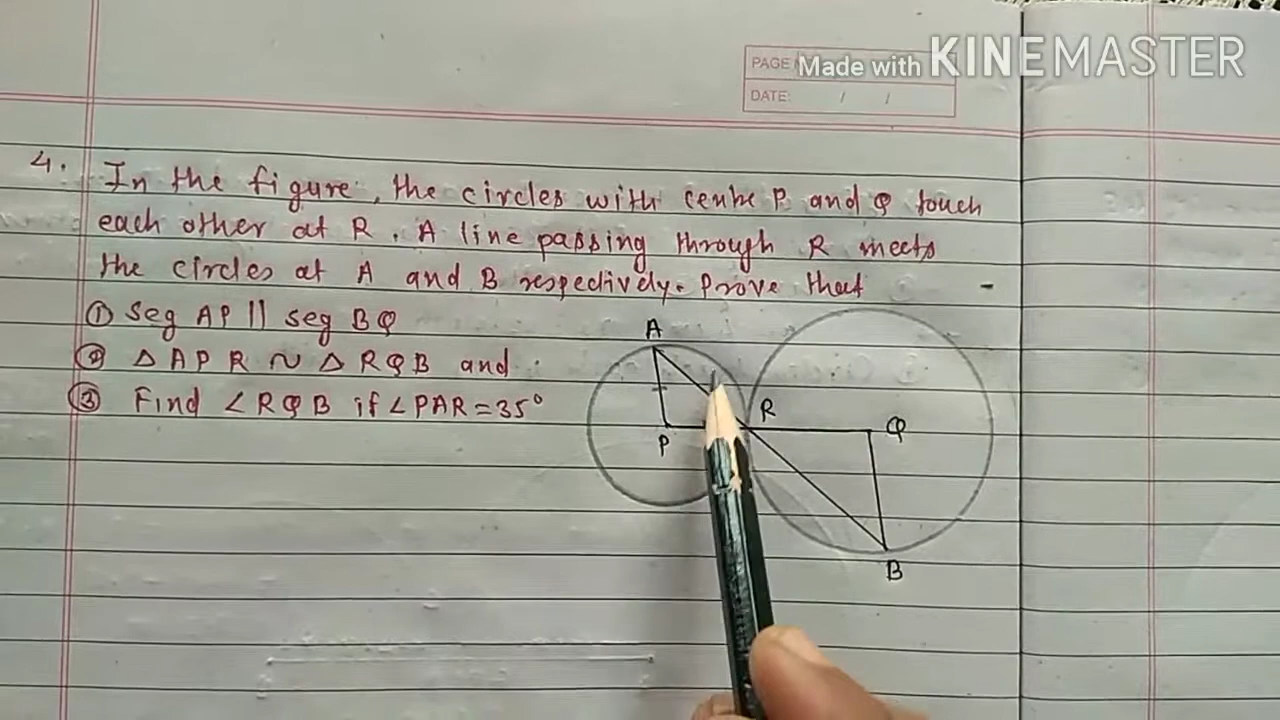 PAGE
Made with KINEMASTER
DATE: / /
4. In the figure, the circles with centre P and Q touch
each other at R. A line passing through R meets
the circles at A and B respectively. Prove that -
① Seg AP || seg BQ
② △ APR ~ △ RQB and
③ Find ∠RQB if ∠PAR = 35°
A
R
Q
P
B